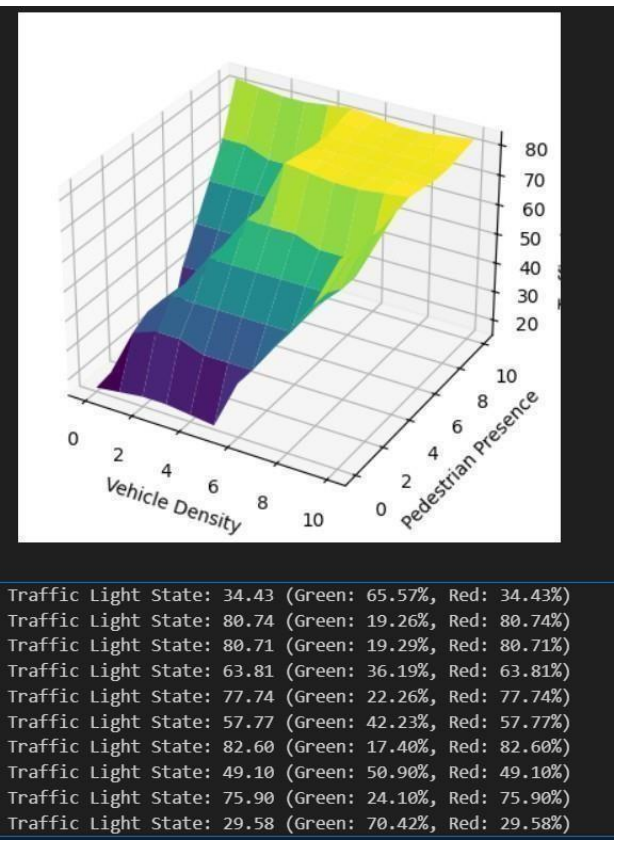 80
70
60
50
40
30
20
0
2
4
6
8
10
Vehicle Density
0
2
4
6
8
10
Pedestrian Presence
Traffic Light State: 34.43 (Green: 65.57%, Red: 34.43%)
Traffic Light State: 80.74 (Green: 19.26%, Red: 80.74%)
Traffic Light State: 80.71 (Green: 19.29%, Red: 80.71%)
Traffic Light State: 63.81 (Green: 36.19%, Red: 63.81%)
Traffic Light State: 77.74 (Green: 22.26%, Red: 77.74%)
Traffic Light State: 57.77 (Green: 42.23%, Red: 57.77%)
Traffic Light State: 82.60 (Green: 17.40%, Red: 82.60%)
Traffic Light State: 49.10 (Green: 50.90%, Red: 49.10%)
Traffic Light State: 75.90 (Green: 24.10%, Red: 75.90%)
Traffic Light State: 29.58 (Green: 70.42%, Red: 29.58%)